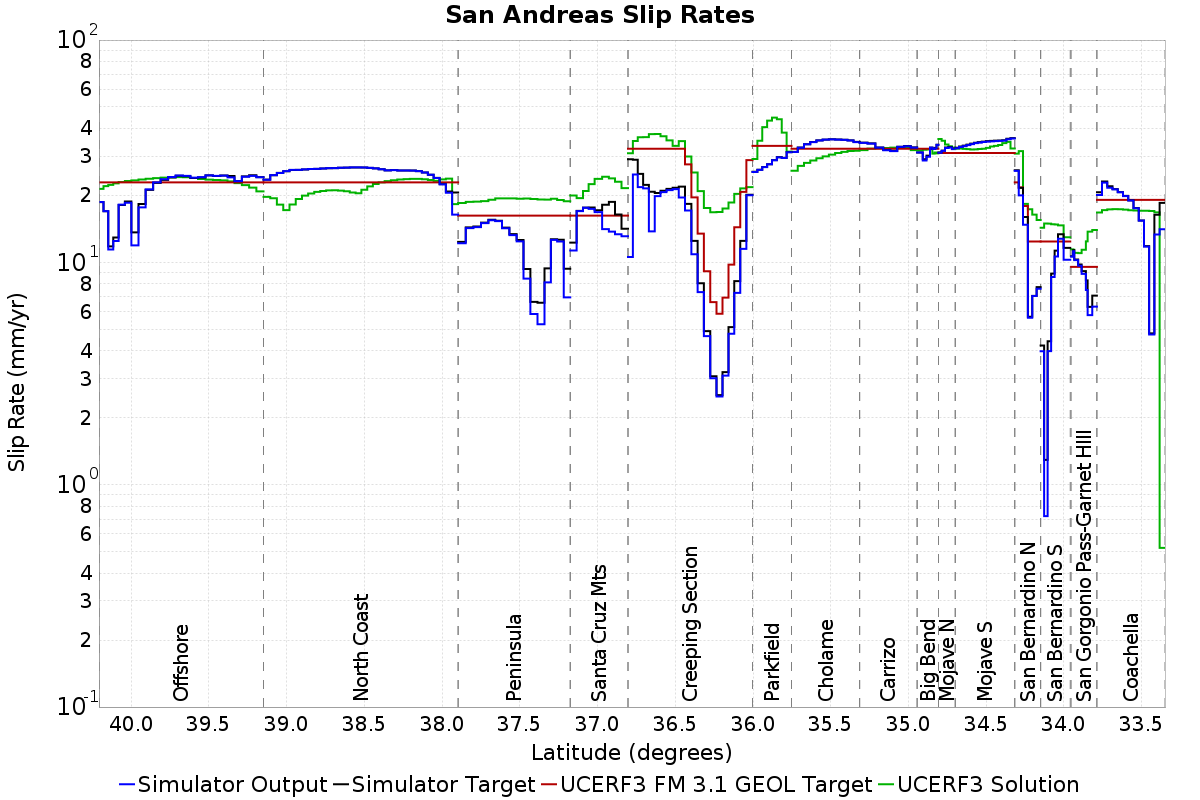 San Andreas Slip Rates
Slip Rate (mm/yr)
10^2
8
6
4
3
2
10^1
8
6
4
3
2
10^0
8
6
4
3
2
10^-1
Offshore
North Coast
Peninsula
Santa Cruz Mts
Creeping Section
Parkfield
Cholame
Carrizo
Big Bend
Mojave N
Mojave S
San Bernardino N
San Bernardino S
San Gorgonio Pass-Garnet HIll
Coachella
40.0 39.5 39.0 38.5 38.0 37.5 37.0 36.5 36.0 35.5 35.0 34.5 34.0 33.5
Latitude (degrees)
Simulator Output Simulator Target UCERF3 FM 3.1 GEOL Target UCERF3 Solution